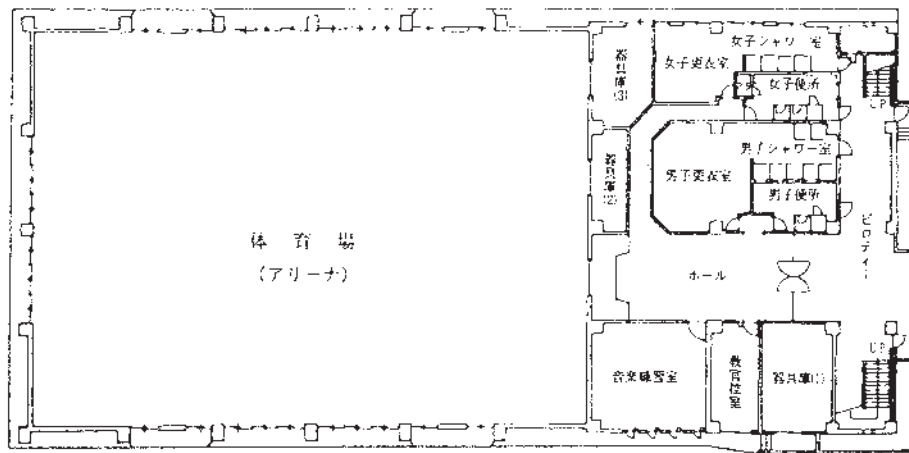 女子シャワー室
器具庫(3)
女子更衣室
女子便所
UP
男子シャワー室
器具庫(2)
男子更衣室
男子便所
体育場
(アリーナ)
ピロティー
ホール
UP
音楽練習室
教官控室
器具庫(1)